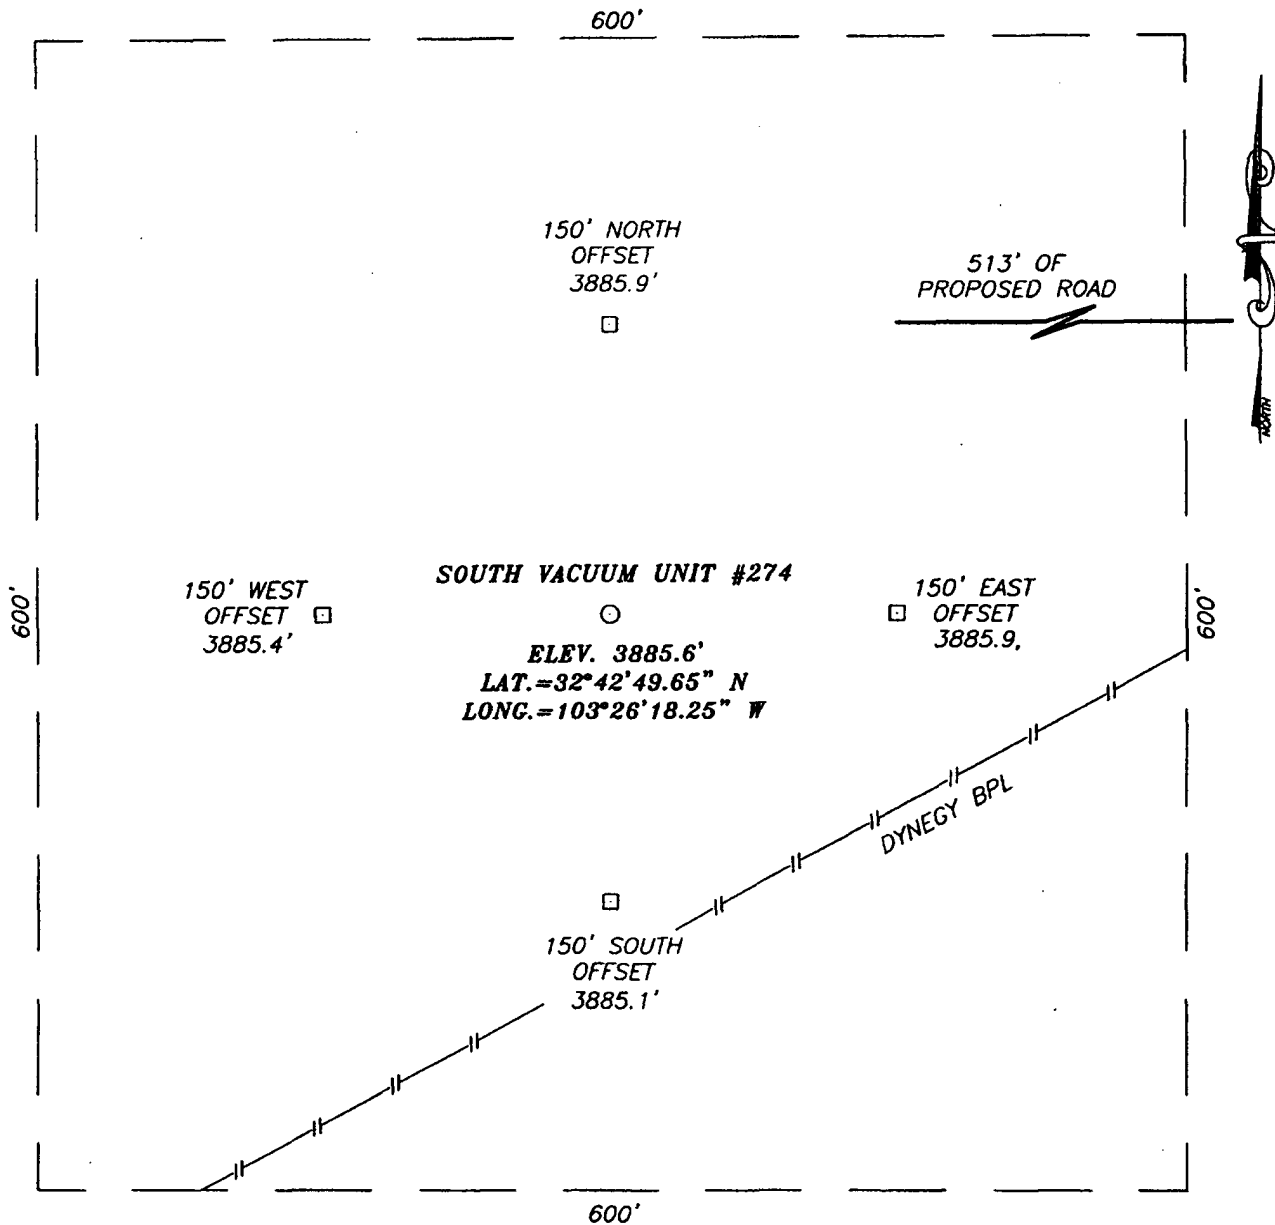 600'
150' NORTH
OFFSET
3885.9'
513' OF
PROPOSED ROAD
NORTH
600'
150' WEST
OFFSET
3885.4'
SOUTH VACUUM UNIT #274
ELEV. 3885.6'
LAT.=32°42'49.65" N
LONG.=103°26'18.25" W
150' EAST
OFFSET
3885.9,
600'
DYNEGY BPL
150' SOUTH
OFFSET
3885.1'
600'